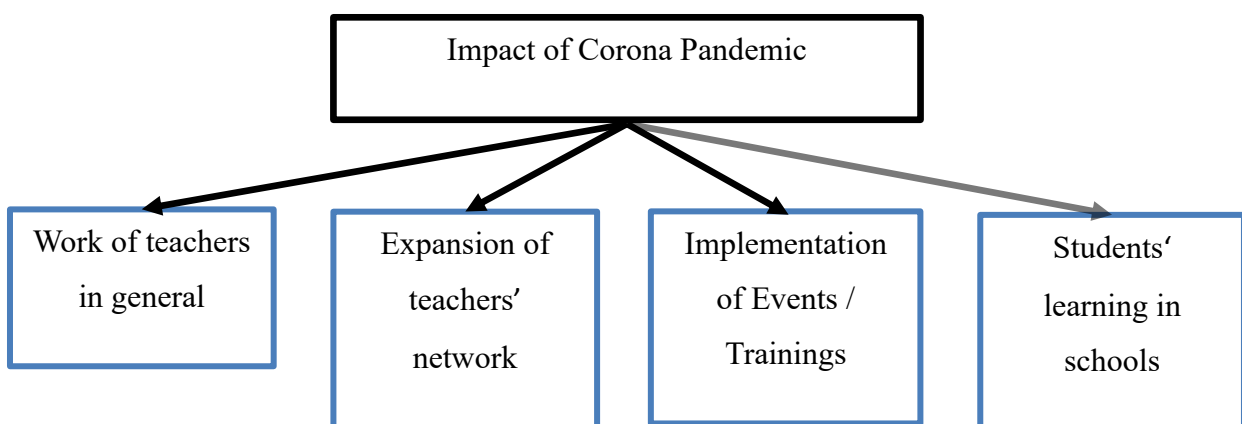 Impact of Corona Pandemic
Work of teachers
in general
Expansion of
teachers’
network
Implementation
of Events /
Trainings
Students‘
learning in
schools